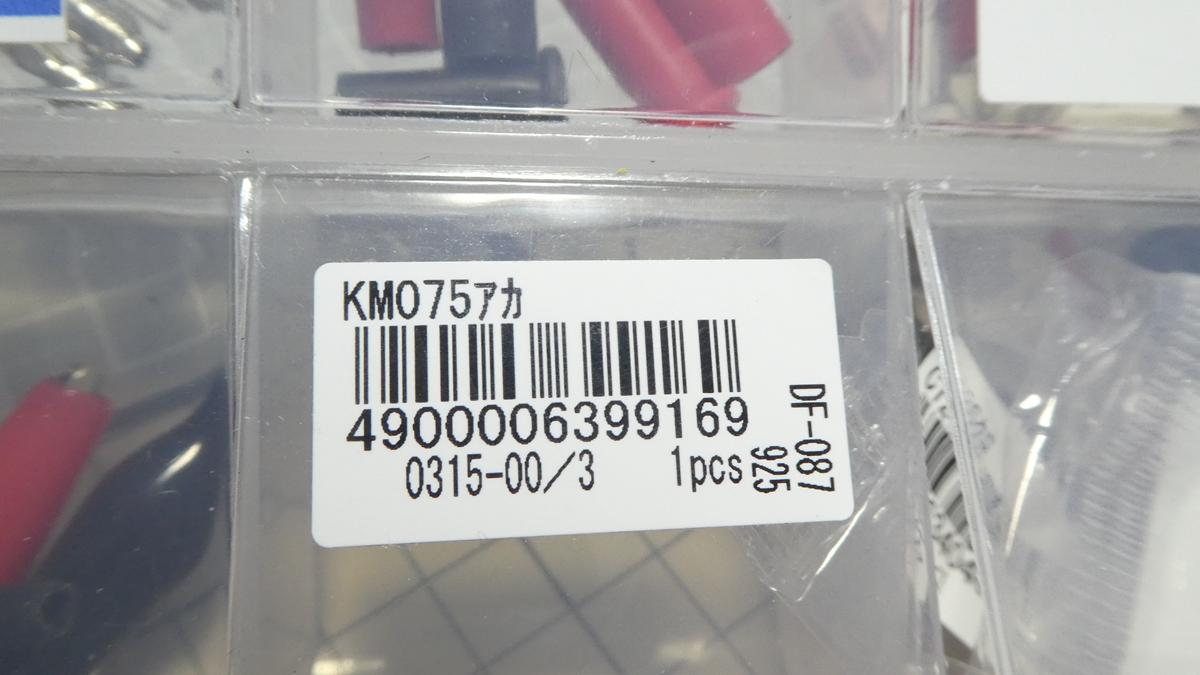 KM075ｱｶ
4900006399169
0315-00/3 1pcs
DF-087
925